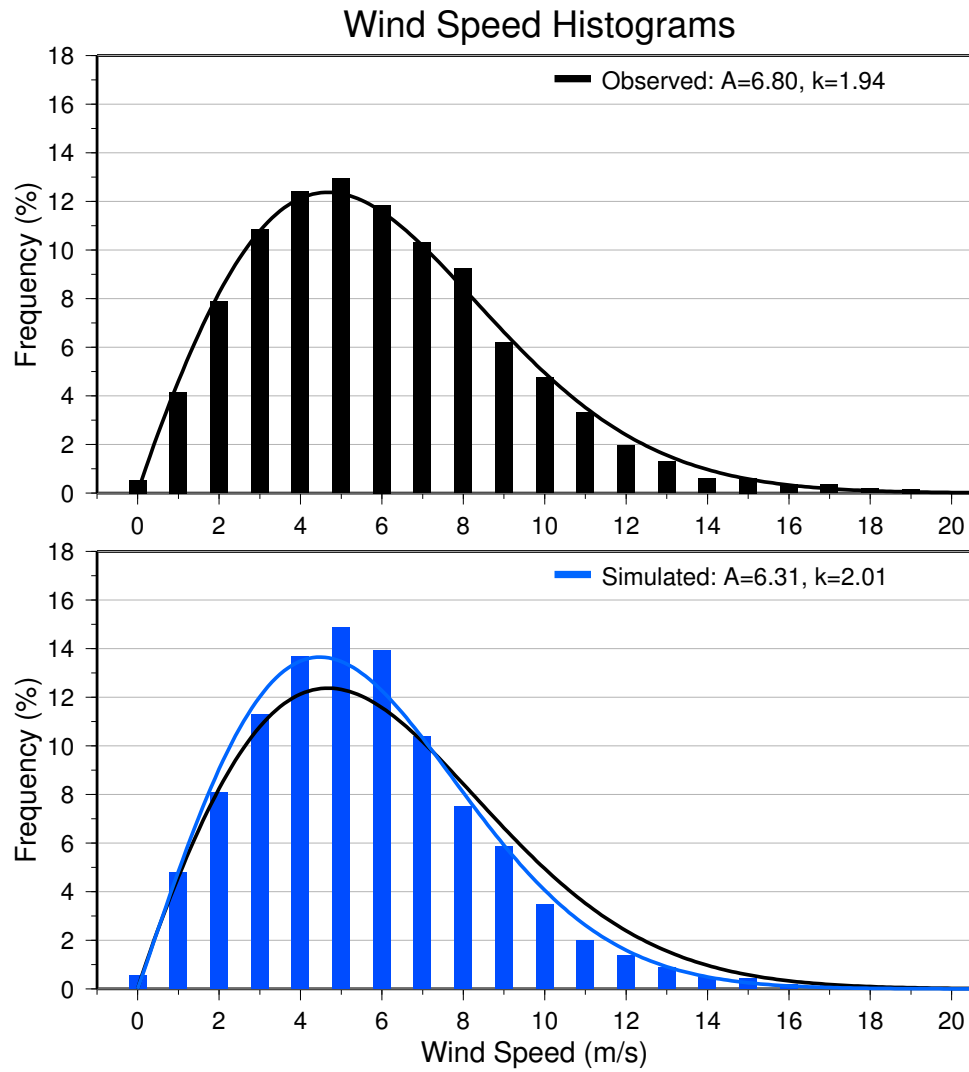 Wind Speed Histograms
18
16
14
12
10
8
6
4
2
0
Frequency (%)
Observed: A=6.80, k=1.94
0 2 4 6 8 10 12 14 16 18 20
18
16
14
12
10
8
6
4
2
0
Frequency (%)
Simulated: A=6.31, k=2.01
0 2 4 6 8 10 12 14 16 18 20
Wind Speed (m/s)